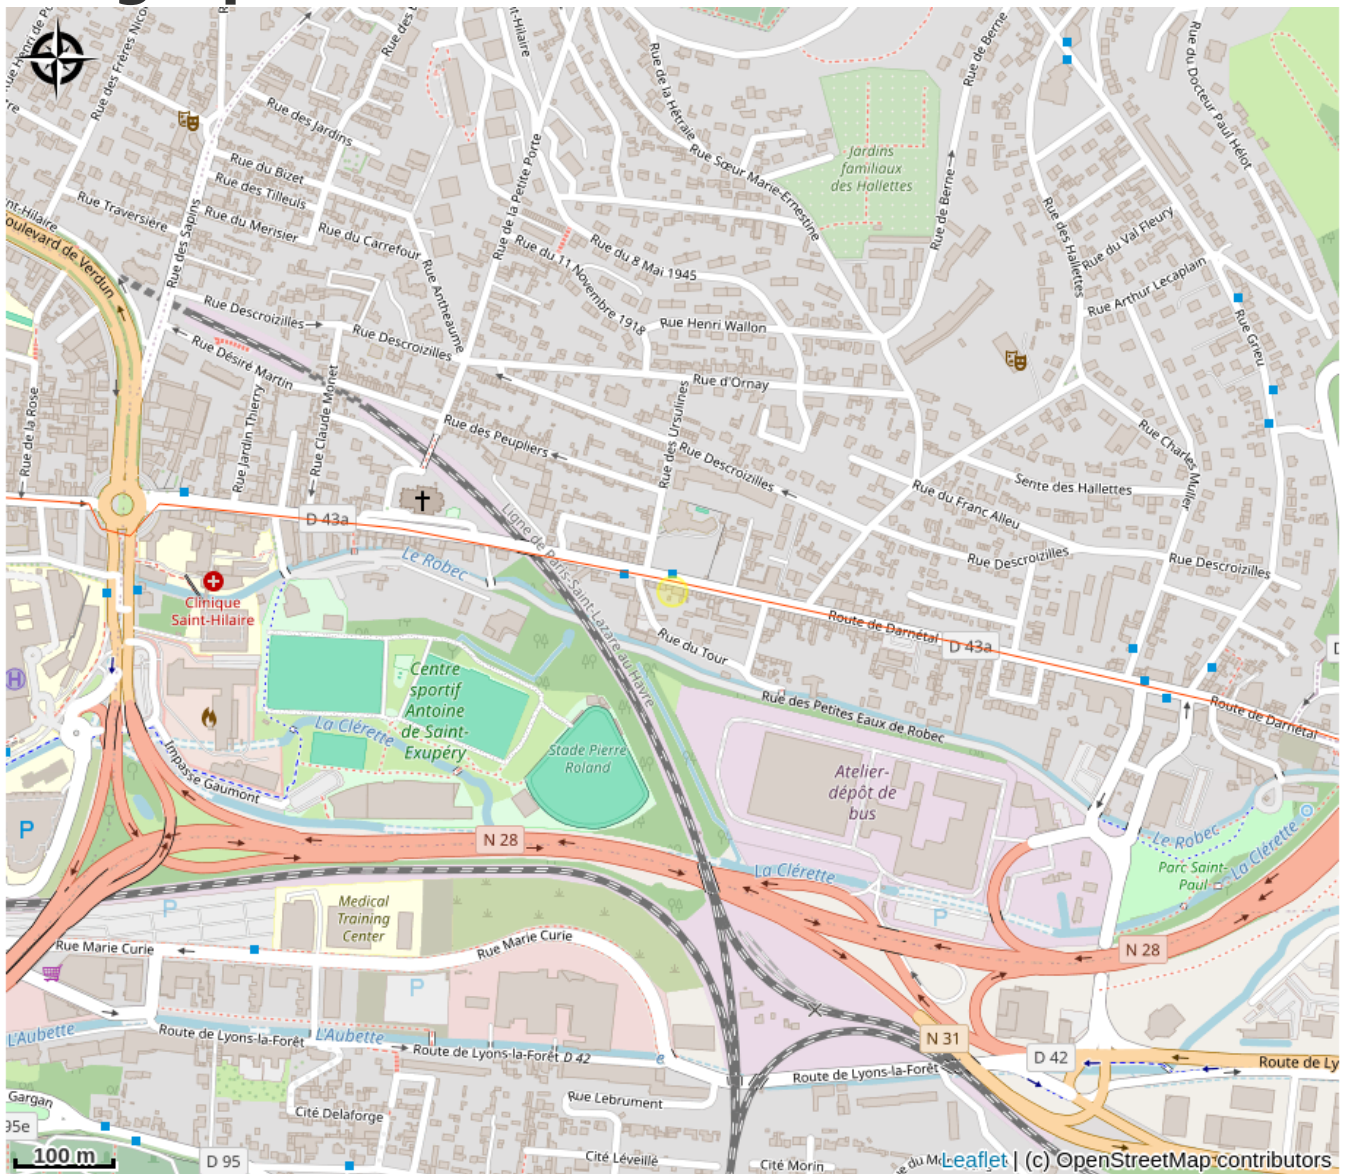 Rue des Frères Nico
Rue des Jardins
Rue du Bizet
Rue des Tilleuls
Rue du Merisier
Rue Traversière
Rue du Carrefour
Rue des Sapins
Boulevard de Verdun
Rue Antheaume
Rue de la Petite Porte
Rue de la Hétraie
Rue Sœur Marie-Ernestine
Jardins
familiaux
des Hallettes
Rue de Berne
Rue de Berne
Rue du Docteur Paul Hélot
Rue des Hallettes
Rue du Val Fleury
Rue Arthur Lecaplain
Rue Grieu
Rue du 8 Mai 1945
Rue du 11 Novembre 1918
Rue Henri Wallon
Rue d'Ornay
Rue Descroizilles
Rue Descroizilles
Rue Désiré Martin
Rue de la Rose
Rue Jardin Thierry
Rue Claude Monet
Rue des Peupliers
Rue des Ursulines
Rue Descroizilles
Rue Charles Mullier
Sente des Hallettes
Rue du Franc Alleu
Rue Descroizilles
Rue Descroizilles
D 43a
Ligne de Paris-Saint-Lazare au Havre
Le Robec
Clinique
Saint-Hilaire
Route de Darnétal
D 43a
Rue du Tour
Rue des Petites Eaux de Robec
Route de Darnétal
Centre
sportif
Antoine
de Saint-
Exupéry
La Clérette
Stade Pierre
Roland
Atelier-
dépôt de
bus
H
Impasse Gaumont
P
N 28
La Clérette
Le Robec
La Clérette
Parc Saint-
Paul
Medical
Training
Center
P
P
P
N 28
Rue Marie Curie
Rue Marie Curie
L'Aubette
L'Aubette
Route de Lyons-la-Forêt
Route de Lyons-la-Forêt D 42
e
N 31
D 42
Route de Lyons-la-Forêt
Route de Ly
Gargan
95e
Cité Delaforge
Rue Lebrument
Cité Léveillé
Cité Morin
100 m
D 95
Leaflet | (c) OpenStreetMap contributors